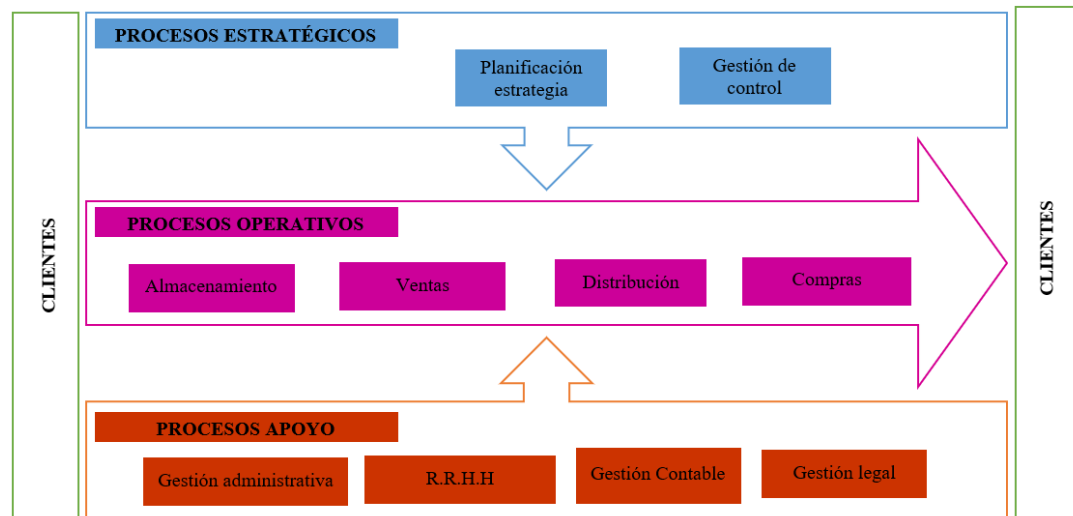 CLIENTES
PROCESOS ESTRATÉGICOS
Planificación
estrategia
Gestión de
control
PROCESOS OPERATIVOS
Almacenamiento
Ventas
Distribución
Compras
PROCESOS APOYO
Gestión administrativa
R.R.H.H
Gestión Contable
Gestión legal
CLIENTES